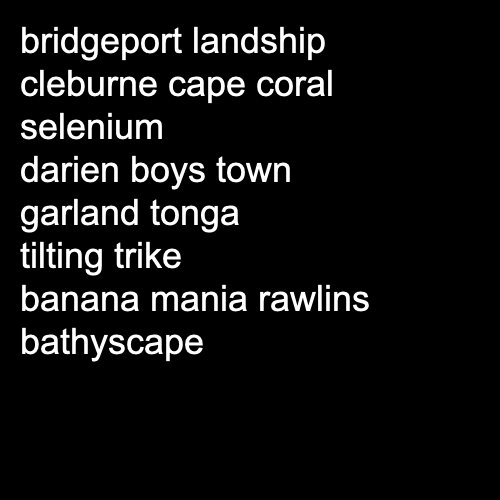 bridgeport landship
cleburne cape coral
selenium
darien boys town
garland tonga
tilting trike
banana mania rawlins
bathyscape